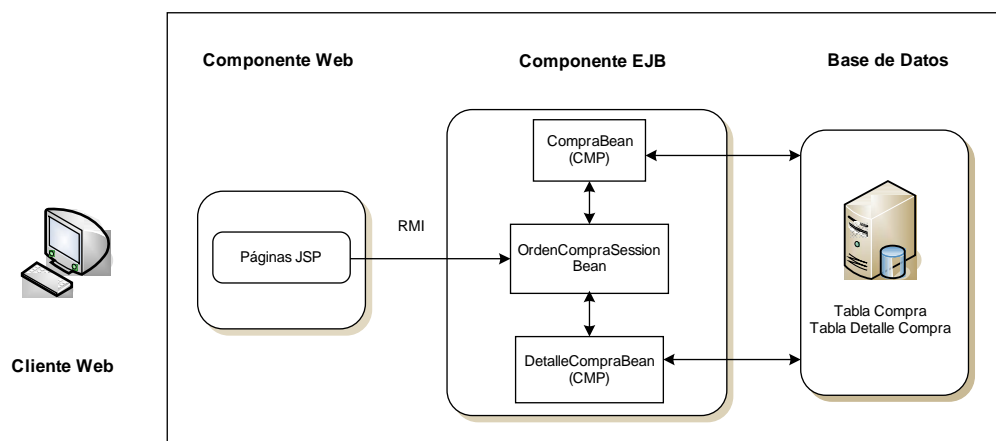 Componente Web
Componente EJB
Base de Datos
CompraBean
(CMP)
RMI
Páginas JSP
OrdenCompraSession
Bean
Tabla Compra
Tabla Detalle Compra
Cliente Web
DetalleCompraBean
(CMP)